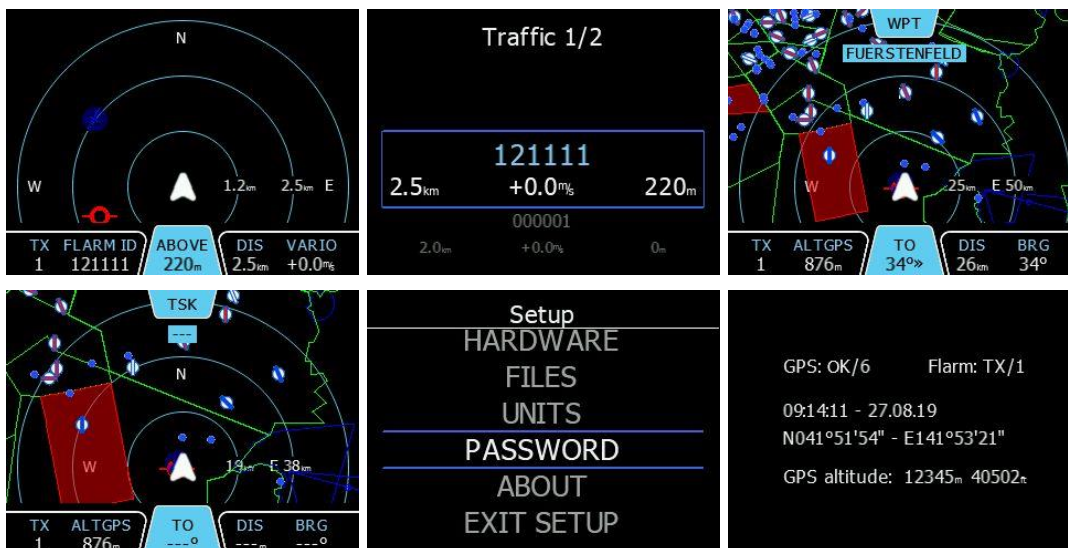 N
W
1.2km
2.5km
E
TX FLARM ID ABOVE DIS VARIO
1 121111 220m 2.5km +0.0m/s
Traffic 1/2
121111
2.5km +0.0m/s 220m
000001
2.0km +0.0m/s 0m
WPT
FUERSTENFELD
N
W
25km
E 50km
TX ALTGPS TO DIS BRG
1 876m 34°» 26km 34°
TSK
---
N
W
19km
E 38km
TX ALTGPS TO DIS BRG
1 876m ---° ---m ---°
Setup
HARDWARE
FILES
UNITS
PASSWORD
ABOUT
EXIT SETUP
GPS: OK/6 Flarm: TX/1
09:14:11 - 27.08.19
N041°51'54" - E141°53'21"
GPS altitude: 12345m 40502ft